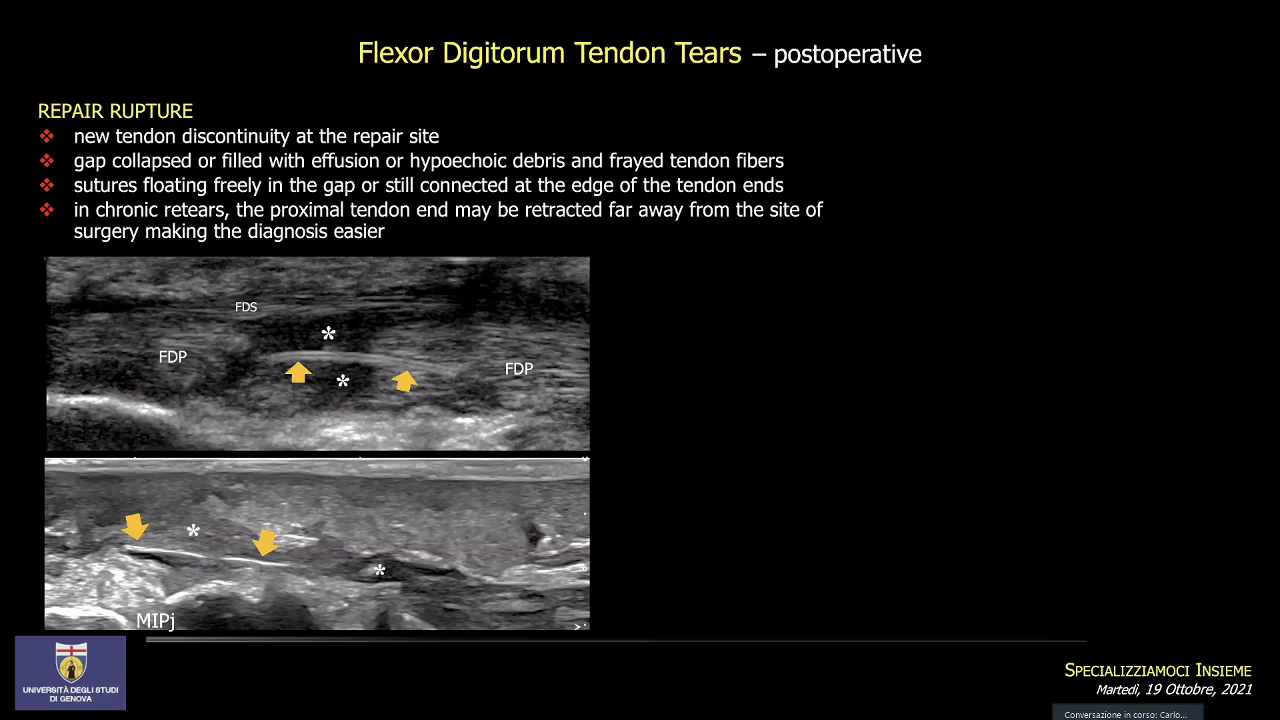 Flexor Digitorum Tendon Tears – postoperative
REPAIR RUPTURE
❖ new tendon discontinuity at the repair site
❖ gap collapsed or filled with effusion or hypoechoic debris and frayed tendon fibers
❖ sutures floating freely in the gap or still connected at the edge of the tendon ends
❖ in chronic retears, the proximal tendon end may be retracted far away from the site of
surgery making the diagnosis easier
FDS
*
FDP
*
FDP
*
*
MIPj
UNIVERSITÀ DEGLI STUDI
DI GENOVA
SPECIALIZZIAMOCI INSIEME
Martedì, 19 Ottobre, 2021
Conversazione in corso: Carlo...